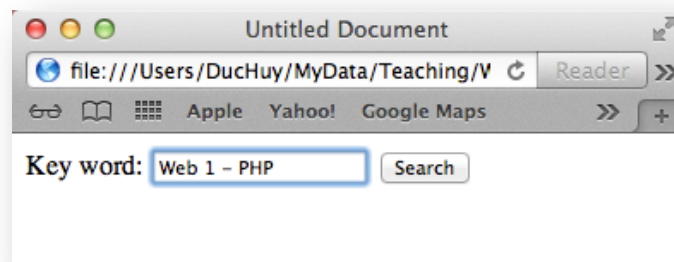 Untitled Document
file:///Users/DucHuy/MyData/Teaching/W Reader
Apple Yahoo! Google Maps
Key word: Web 1 – PHP Search